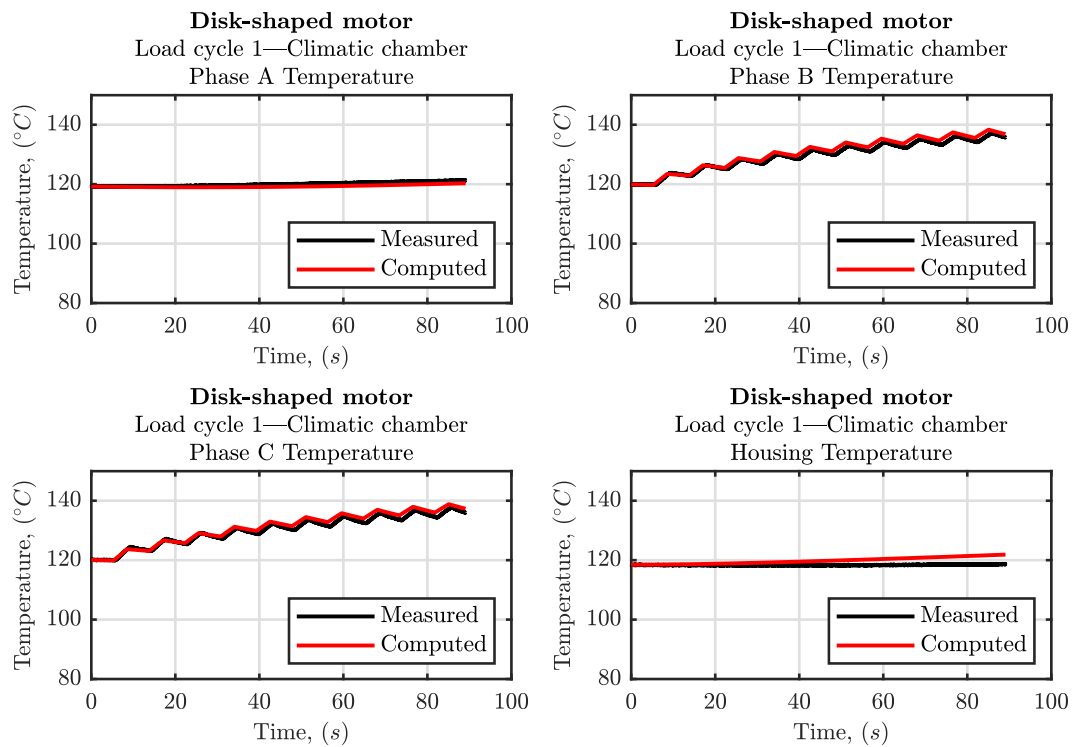 Disk-shaped motor
Load cycle 1—Climatic chamber
Phase A Temperature
Temperature, (°C)
140
120
100
80
0 20 40 60 80 100
Time, (s)
Measured
Computed
Disk-shaped motor
Load cycle 1—Climatic chamber
Phase B Temperature
Temperature, (°C)
140
120
100
80
0 20 40 60 80 100
Time, (s)
Measured
Computed
Disk-shaped motor
Load cycle 1—Climatic chamber
Phase C Temperature
Temperature, (°C)
140
120
100
80
0 20 40 60 80 100
Time, (s)
Measured
Computed
Disk-shaped motor
Load cycle 1—Climatic chamber
Housing Temperature
Temperature, (°C)
140
120
100
80
0 20 40 60 80 100
Time, (s)
Measured
Computed